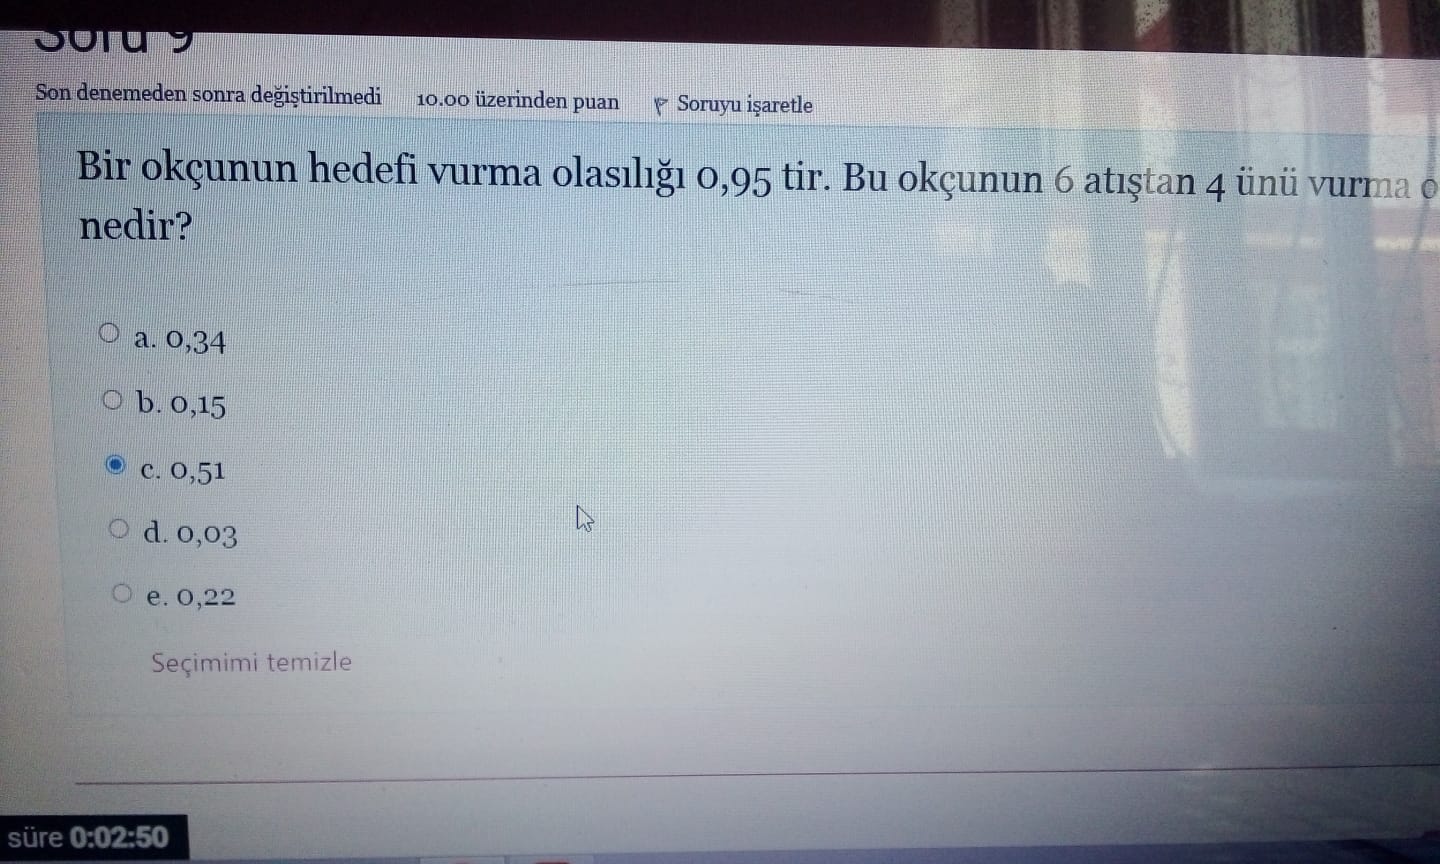 Soru 9
Son denemeden sonra değiştirilmedi 10.00 üzerinden puan Soruyu işaretle
Bir okçunun hedefi vurma olasılığı 0,95 tir. Bu okçunun 6 atıştan 4 ünü vurma
nedir?
a. 0,34
b. 0,15
c. 0,51
d. 0,03
e. 0,22
Seçimimi temizle
süre 0:02:50